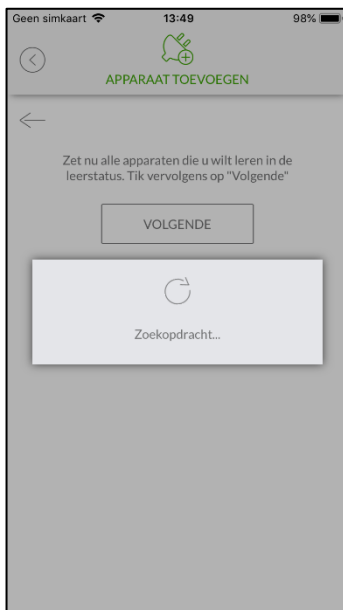 Geen simkaart 13:49 98%
APPARAAT TOEVOEGEN
Zet nu alle apparaten die u wilt leren in de
leerstatus. Tik vervolgens op "Volgende"
VOLGENDE
Zoekopdracht...